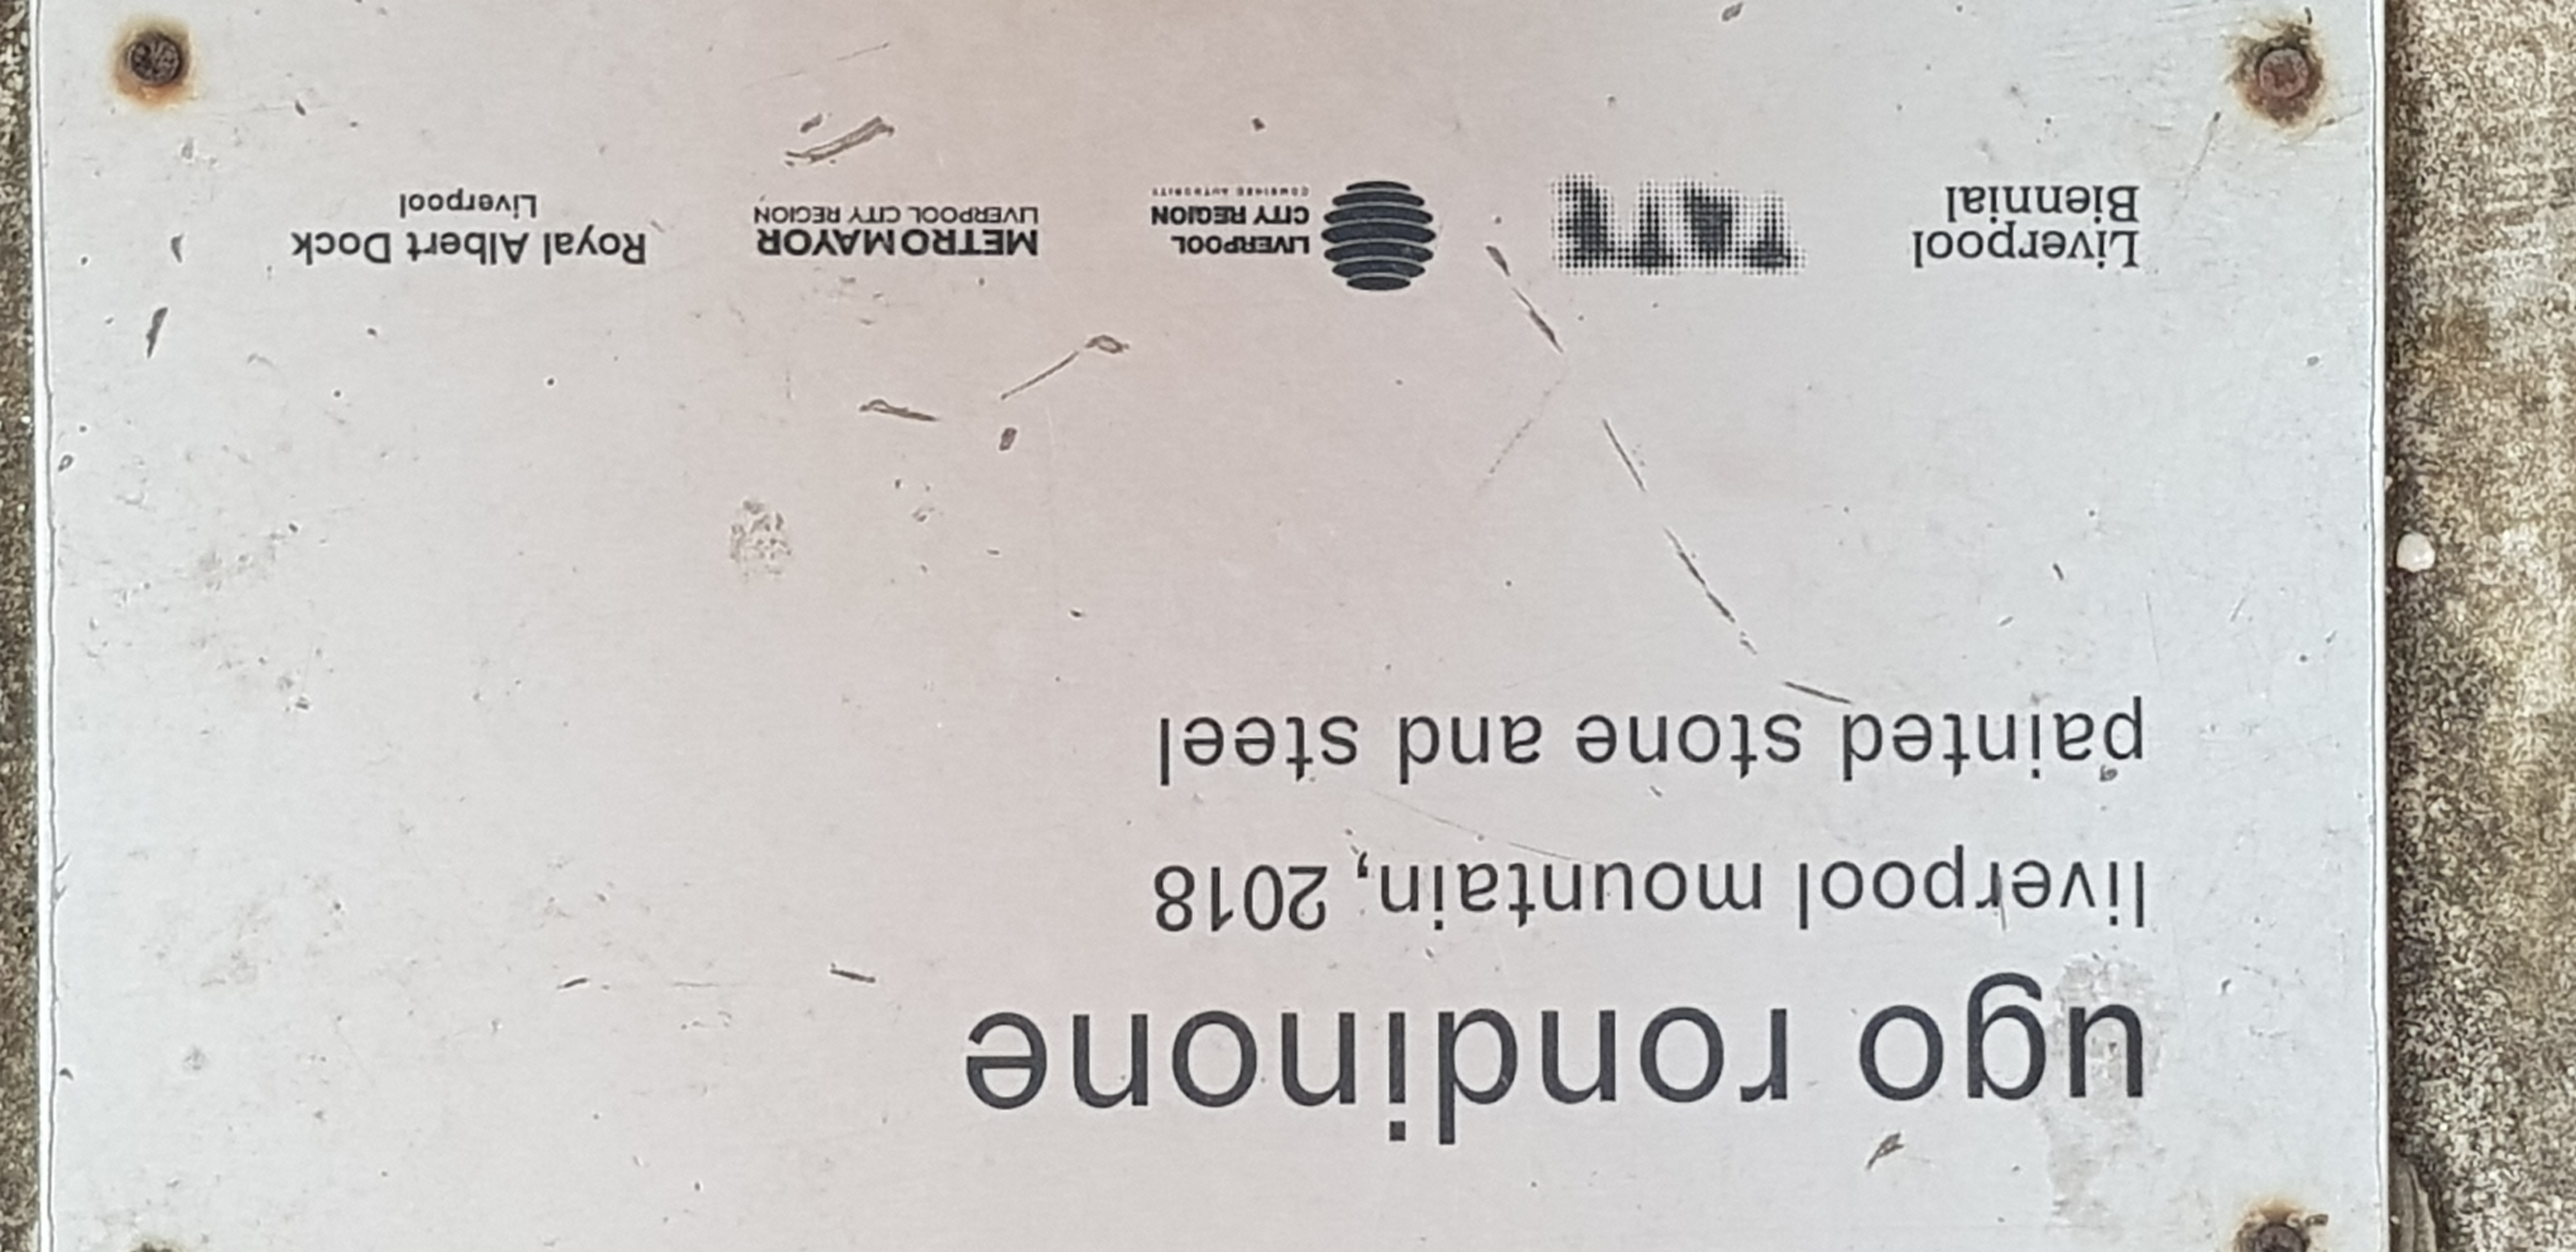 ugo rondinone
liverpool mountain, 2018
painted stone and steel
Liverpool
Biennial
TATE
LIVERPOOL
CITY REGION
COMBINED AUTHORITY
METROMAYOR
LIVERPOOL CITY REGION
Royal Albert Dock
Liverpool